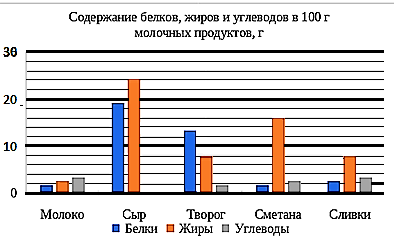 Содержание белков, жиров и углеводов в 100 г
молочных продуктов, г
30
20
10
0
Молоко Сыр Творог Сметана Сливки
Белки Жиры Углеводы